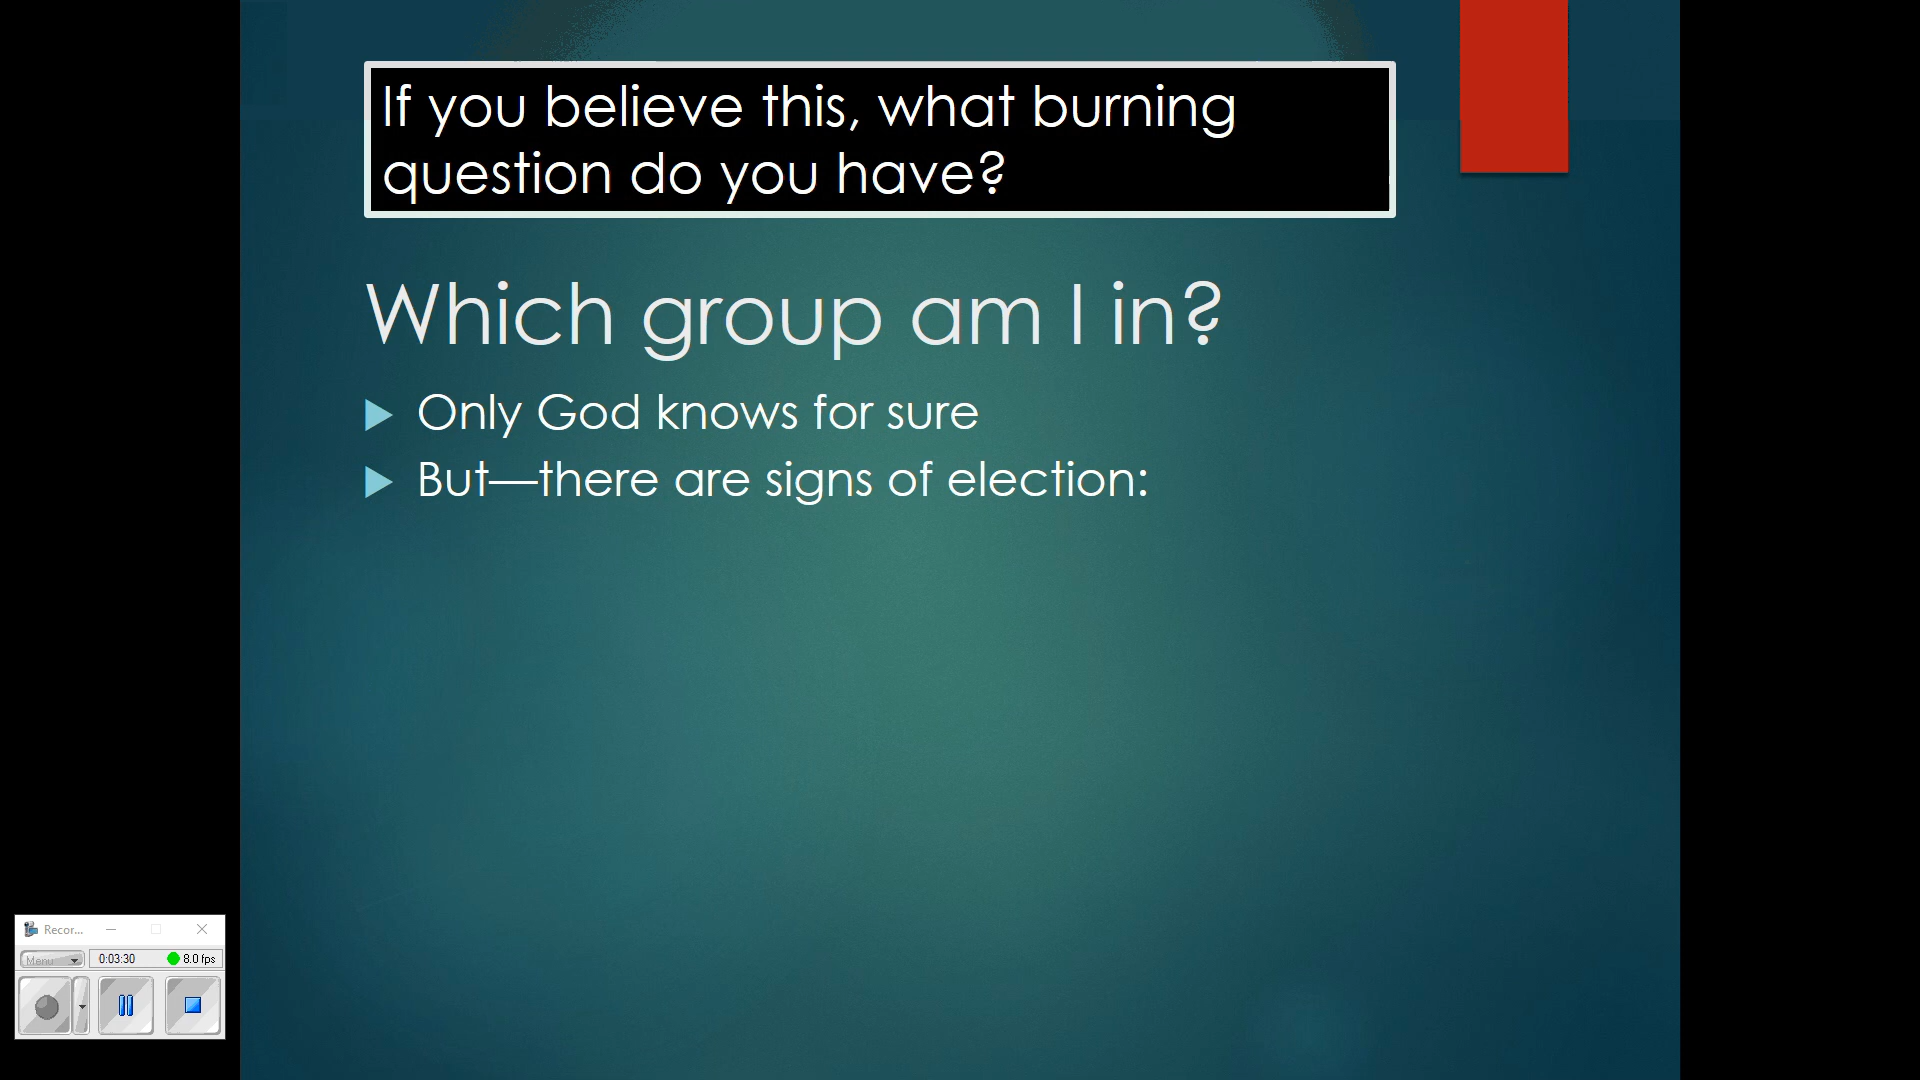 If you believe this, what burning
question do you have?
Which group am I in?
Only God knows for sure
But—there are signs of election:
Recor...
Menu
0:03:30
8.0 fps